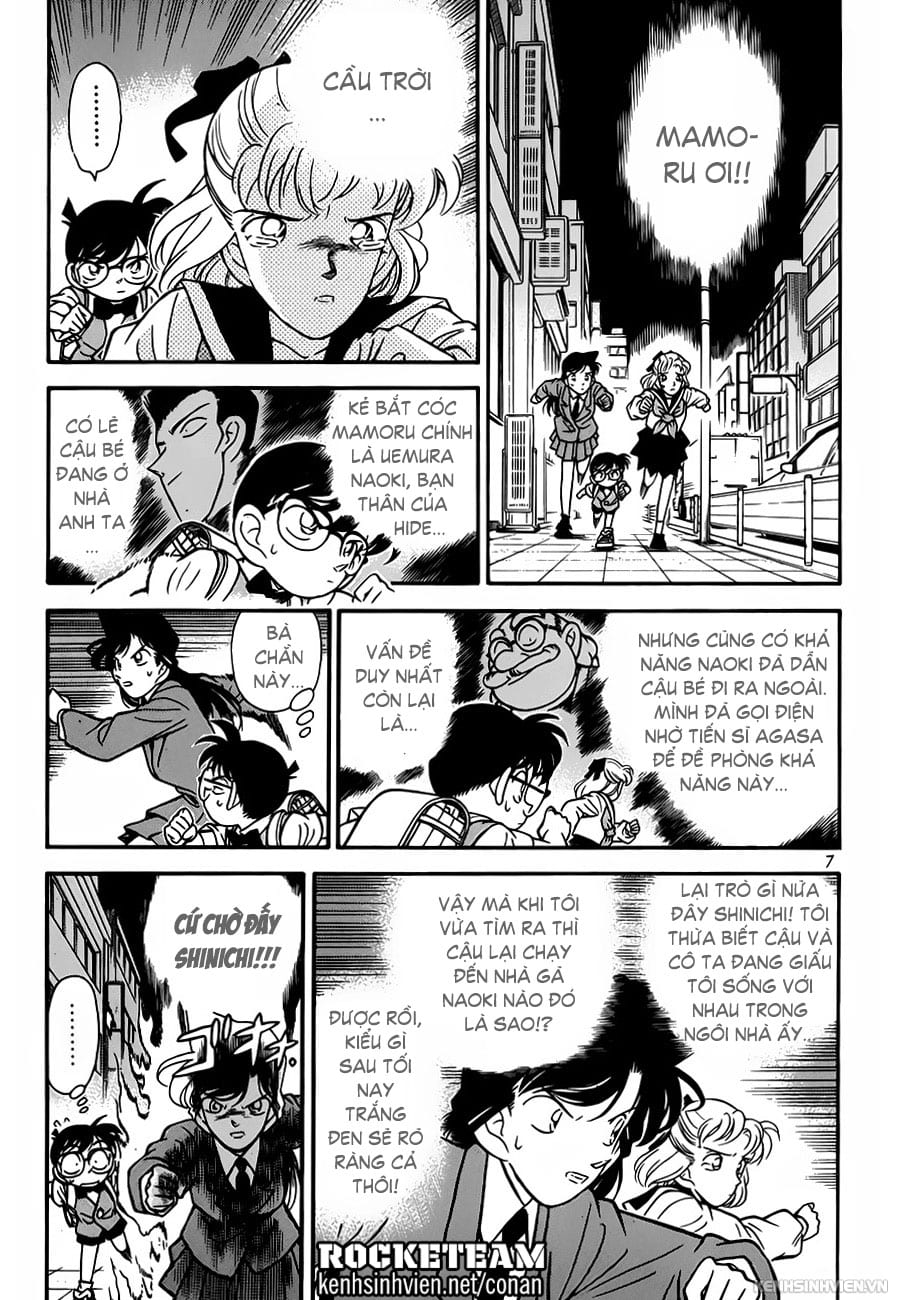 MAMO-
RU ƠI!!
CẦU TRỜI
...
.......
KẺ BẮT CÓC
MAMORU CHÍNH
LÀ UEMURA
NAOKI, BẠN
THÂN CỦA
HIDE...
CÓ LẼ
CẬU BÉ
ĐANG Ở
NHÀ
ANH TA
...
NHƯNG CŨNG CÓ KHẢ
NĂNG NAOKI ĐÃ DẪN
CẬU BÉ ĐI RA NGOÀI.
MÌNH ĐÃ GỌI ĐIỆN
NHỜ TIẾN SĨ AGASA
ĐỂ ĐỀ PHÒNG KHẢ
NĂNG NÀY...
VẤN ĐỀ
DUY NHẤT
CÒN LẠI
LÀ...
BÀ
CHẰN
NÀY...
7
LẠI TRÒ GÌ NỮA
ĐÂY SHINICHI! TÔI
THỪA BIẾT CẬU VÀ
CÔ TA ĐANG GIẤU
TÔI SỐNG VỚI
NHAU TRONG
NGÔI NHÀ ẤY...
VẬY MÀ KHI TÔI
VỪA TÌM RA THÌ
CẬU LẠI CHẠY
ĐẾN NHÀ GÃ
NAOKI NÀO ĐÓ
LÀ SAO!?
ĐƯỢC RỒI,
KIỂU GÌ
SAU TỐI
NAY
TRẮNG
ĐEN SẼ RÕ
RÀNG CẢ
THÔI!
CỨ CHỜ ĐẤY
SHINICHI!!!
ゴオオ。
.......
ROCKETEAM
kenhsinhvien.net/conan
KENHSINHVIEN.VN